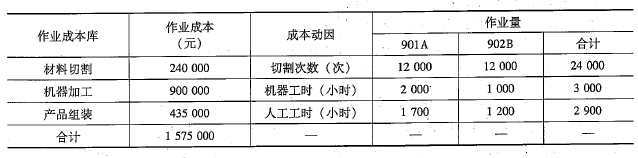 作业成本库 作业成本（元） 成本动因 作业量
901A 902B 合计
材料切割 240 000 切割次数（次） 12 000 12 000 24 000
机器加工 900 000 机器工时（小时） 2 000 1 000 3 000
产品组装 435 000 人工工时（小时） 1 700 1 200 2 900
合计 1 575 000 — — — —